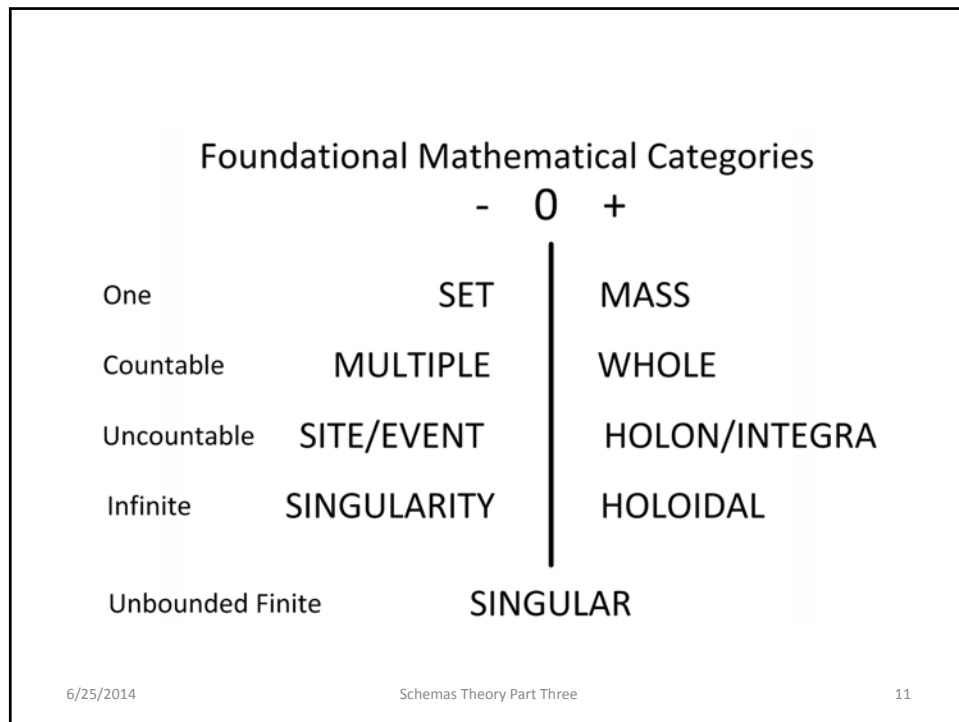 Foundational Mathematical Categories
- 0 +
One SET MASS
Countable MULTIPLE WHOLE
Uncountable SITE/EVENT HOLON/INTEGRA
Infinite SINGULARITY HOLOIDAL
Unbounded Finite SINGULAR
6/25/2014 Schemas Theory Part Three 11